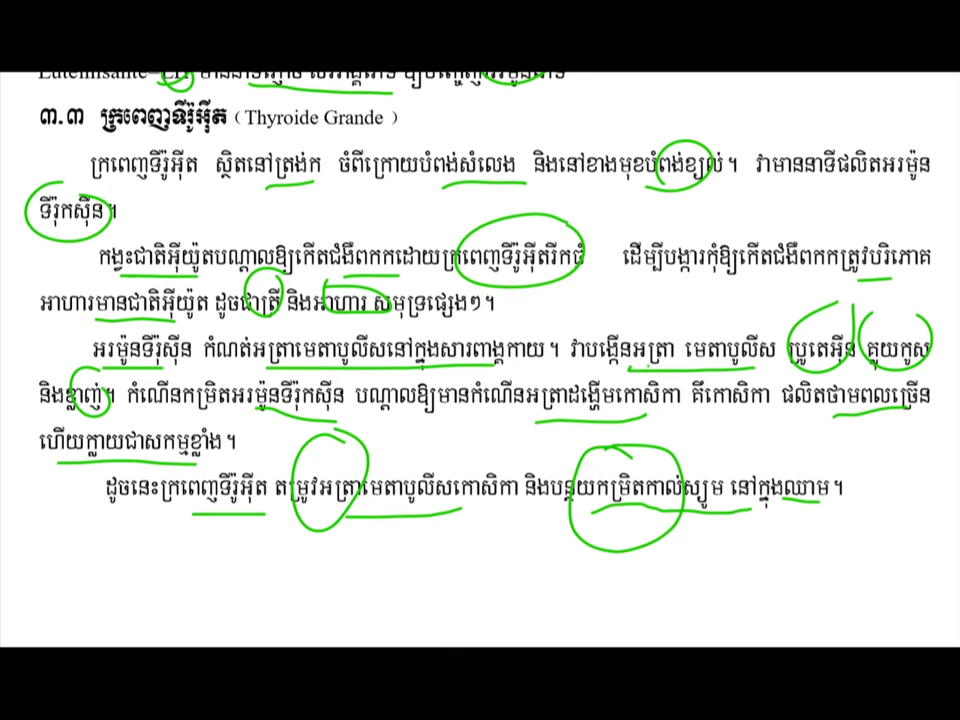 ៣.៣ ក្រពេញទីរ៉ូអ៊ីត (Thyroide Grande )
ក្រពេញទីរ៉ូអ៊ីត ស្ថិតនៅត្រង់ក ចំពីក្រោយបំពង់សំលេង និងនៅខាងមុខបំពង់ខ្យល់។ វាមាននាទីផលិតអរម៉ូន
ទីរ៉ុកស៊ីន។
កង្វះជាតិអ៊ីយ៉ូតបណ្តាលឱ្យកើតជំងឺពកកដោយក្រពេញទីរ៉ូអ៊ីតរីកធំ ដើម្បីបង្ការកុំឱ្យកើតជំងឺពកកត្រូវបរិភោគ
អាហារមានជាតិអ៊ីយ៉ូត ដូចជាត្រី និងអាហារ សមុទ្រផ្សេងៗ។
អរម៉ូនទីរ៉ុស៊ីន កំណត់អត្រាមេតាបូលីសនៅក្នុងសារពាង្គកាយ។ វាបង្កើនអត្រា មេតាបូលីស ប្រូតេអ៊ីន គ្លុយកូស
និងខ្លាញ់។ កំណើនកម្រិតអរម៉ូនទីរ៉ុកស៊ីន បណ្តាលឱ្យមានកំណើនអត្រាដង្ហើមកោសិកា គឺកោសិកា ផលិតថាមពលច្រើន
ហើយក្លាយជាសកម្មខ្លាំង។
ដូចនេះក្រពេញទីរ៉ូអ៊ីត តម្រូវអត្រាមេតាបូលីសកោសិកា និងបន្ថយកម្រិតកាល់ស្យូម នៅក្នុងឈាម។